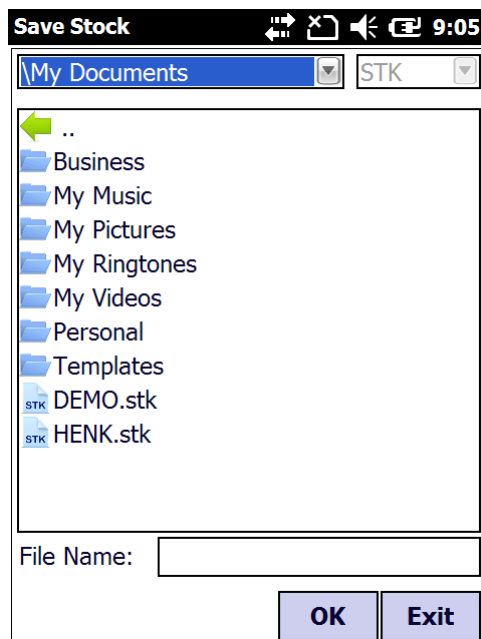 Save Stock 9:05
\My Documents STK
..
Business
My Music
My Pictures
My Ringtones
My Videos
Personal
Templates
STK DEMO.stk
STK HENK.stk
File Name:
OK Exit